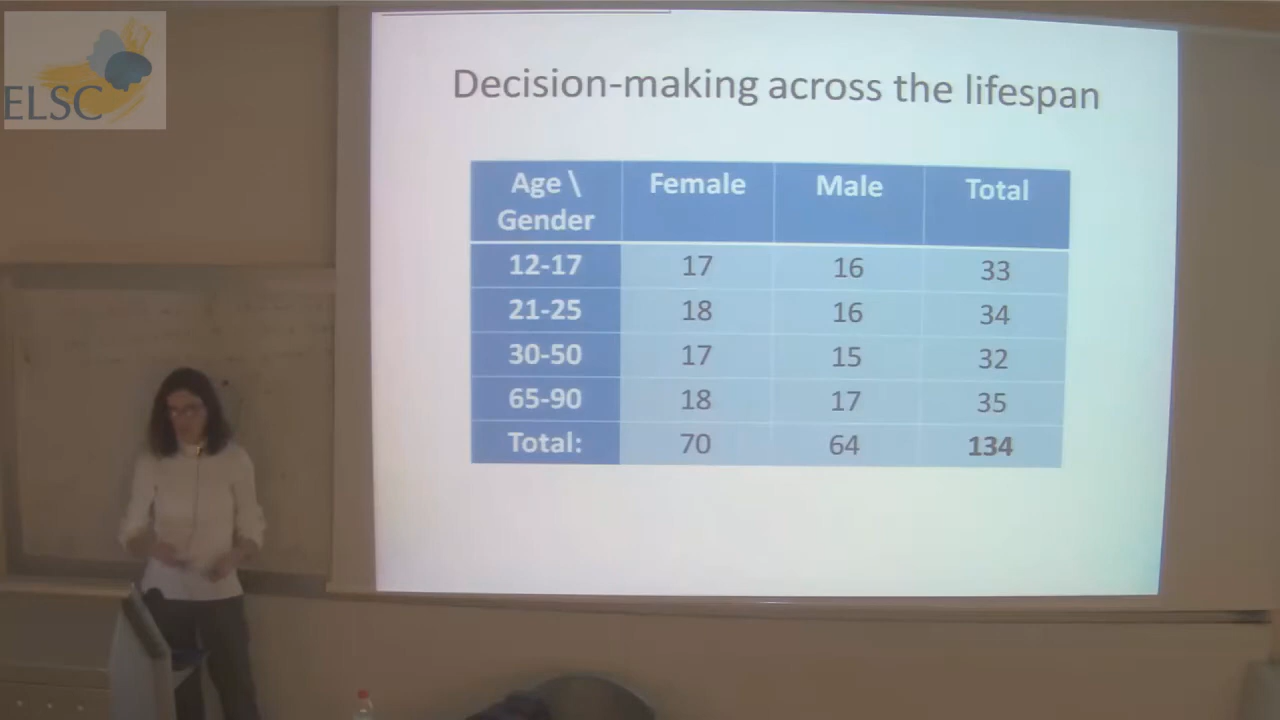 ELSC
Decision-making across the lifespan
Age \ Gender Female Male Total
12-17 17 16 33
21-25 18 16 34
30-50 17 15 32
65-90 18 17 35
Total: 70 64 134